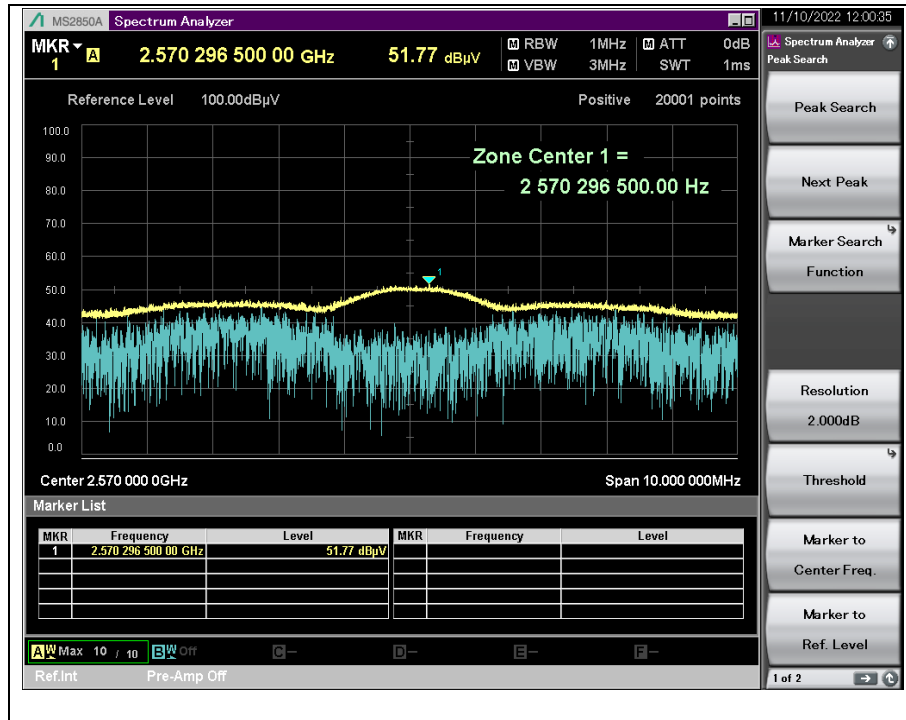 MS2850A Spectrum Analyzer
11/10/2022 12:00:35
MKR 1 A 2.570 296 500 00 GHz 51.77 dBµV
M RBW 1MHz M ATT 0dB
M VBW 3MHz SWT 1ms
Reference Level 100.00dBµV Positive 20001 points
100.0
90.0
80.0
70.0
60.0
50.0
40.0
30.0
20.0
10.0
0.0
Zone Center 1 =
2 570 296 500.00 Hz
1
Center 2.570 000 0GHz Span 10.000 000MHz
Marker List
MKR Frequency Level MKR Frequency Level
1 2.570 296 500 00 GHz 51.77 dBµV
A W Max 10 / 10 B W Off C – D – E – F –
Ref.Int Pre-Amp Off
Spectrum Analyzer
Peak Search
Peak Search
Next Peak
Marker Search
Function
Resolution
2.000dB
Threshold
Marker to
Center Freq.
Marker to
Ref. Level
1 of 2